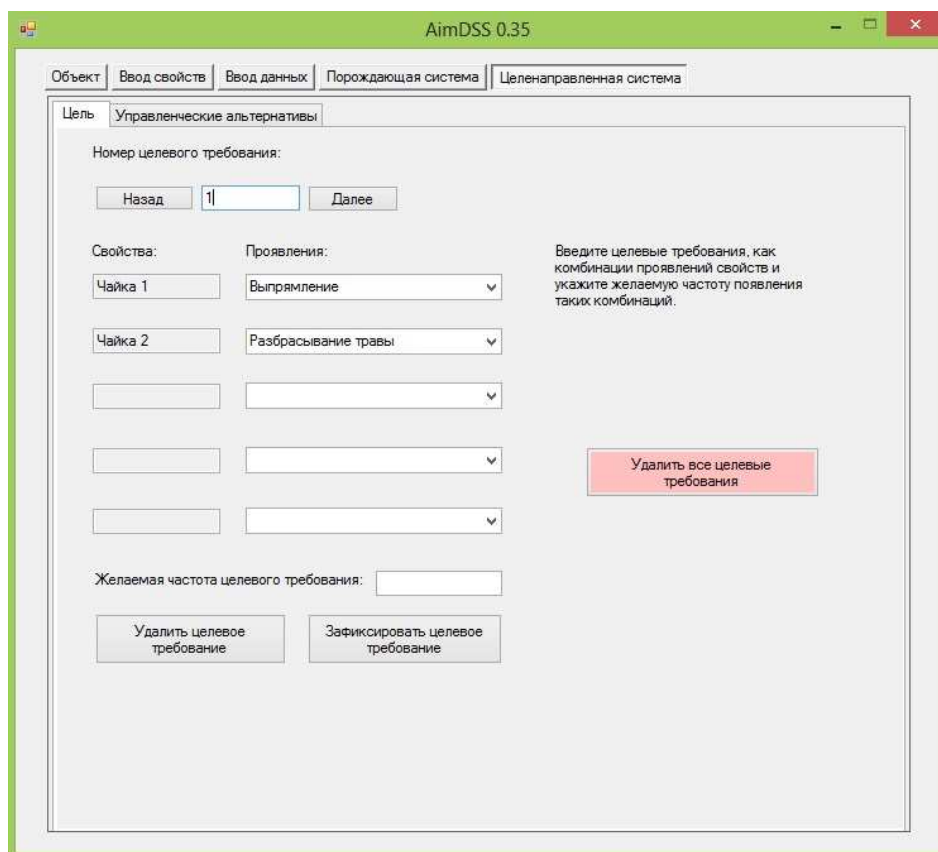 AimDSS 0.35
Объект
Ввод свойств
Ввод данных
Порождающая система
Целенаправленная система
Цель
Управленческие альтернативы
Номер целевого требования:
Назад
1
Далее
Свойства:
Проявления:
Введите целевые требования, как
комбинации проявлений свойств и
укажите желаемую частоту появления
таких комбинаций.
Чайка 1
Выпрямление
Чайка 2
Разбрасывание травы
Удалить все целевые
требования
Желаемая частота целевого требования:
Удалить целевое
требование
Зафиксировать целевое
требование